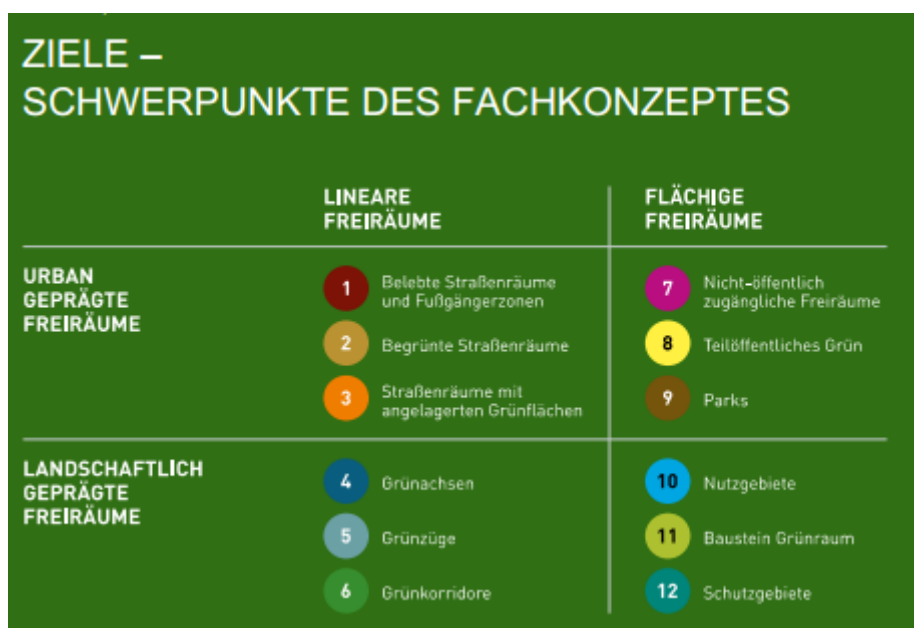 ZIELE –
SCHWERPUNKTE DES FACHKONZEPTES
LINEARE
FREIRÄUME
FLÄCHIGE
FREIRÄUME
URBAN
GEPRÄGTE
FREIRÄUME
1 Belebte Straßenräume
und Fußgängerzonen
2 Begrünte Straßenräume
3 Straßenräume mit
angelagerten Grünflächen
7 Nicht-öffentlich
zugängliche Freiräume
8 Teilöffentliches Grün
9 Parks
LANDSCHAFTLICH
GEPRÄGTE
FREIRÄUME
4 Grünachsen
5 Grünzüge
6 Grünkorridore
10 Nutzgebiete
11 Baustein Grünraum
12 Schutzgebiete